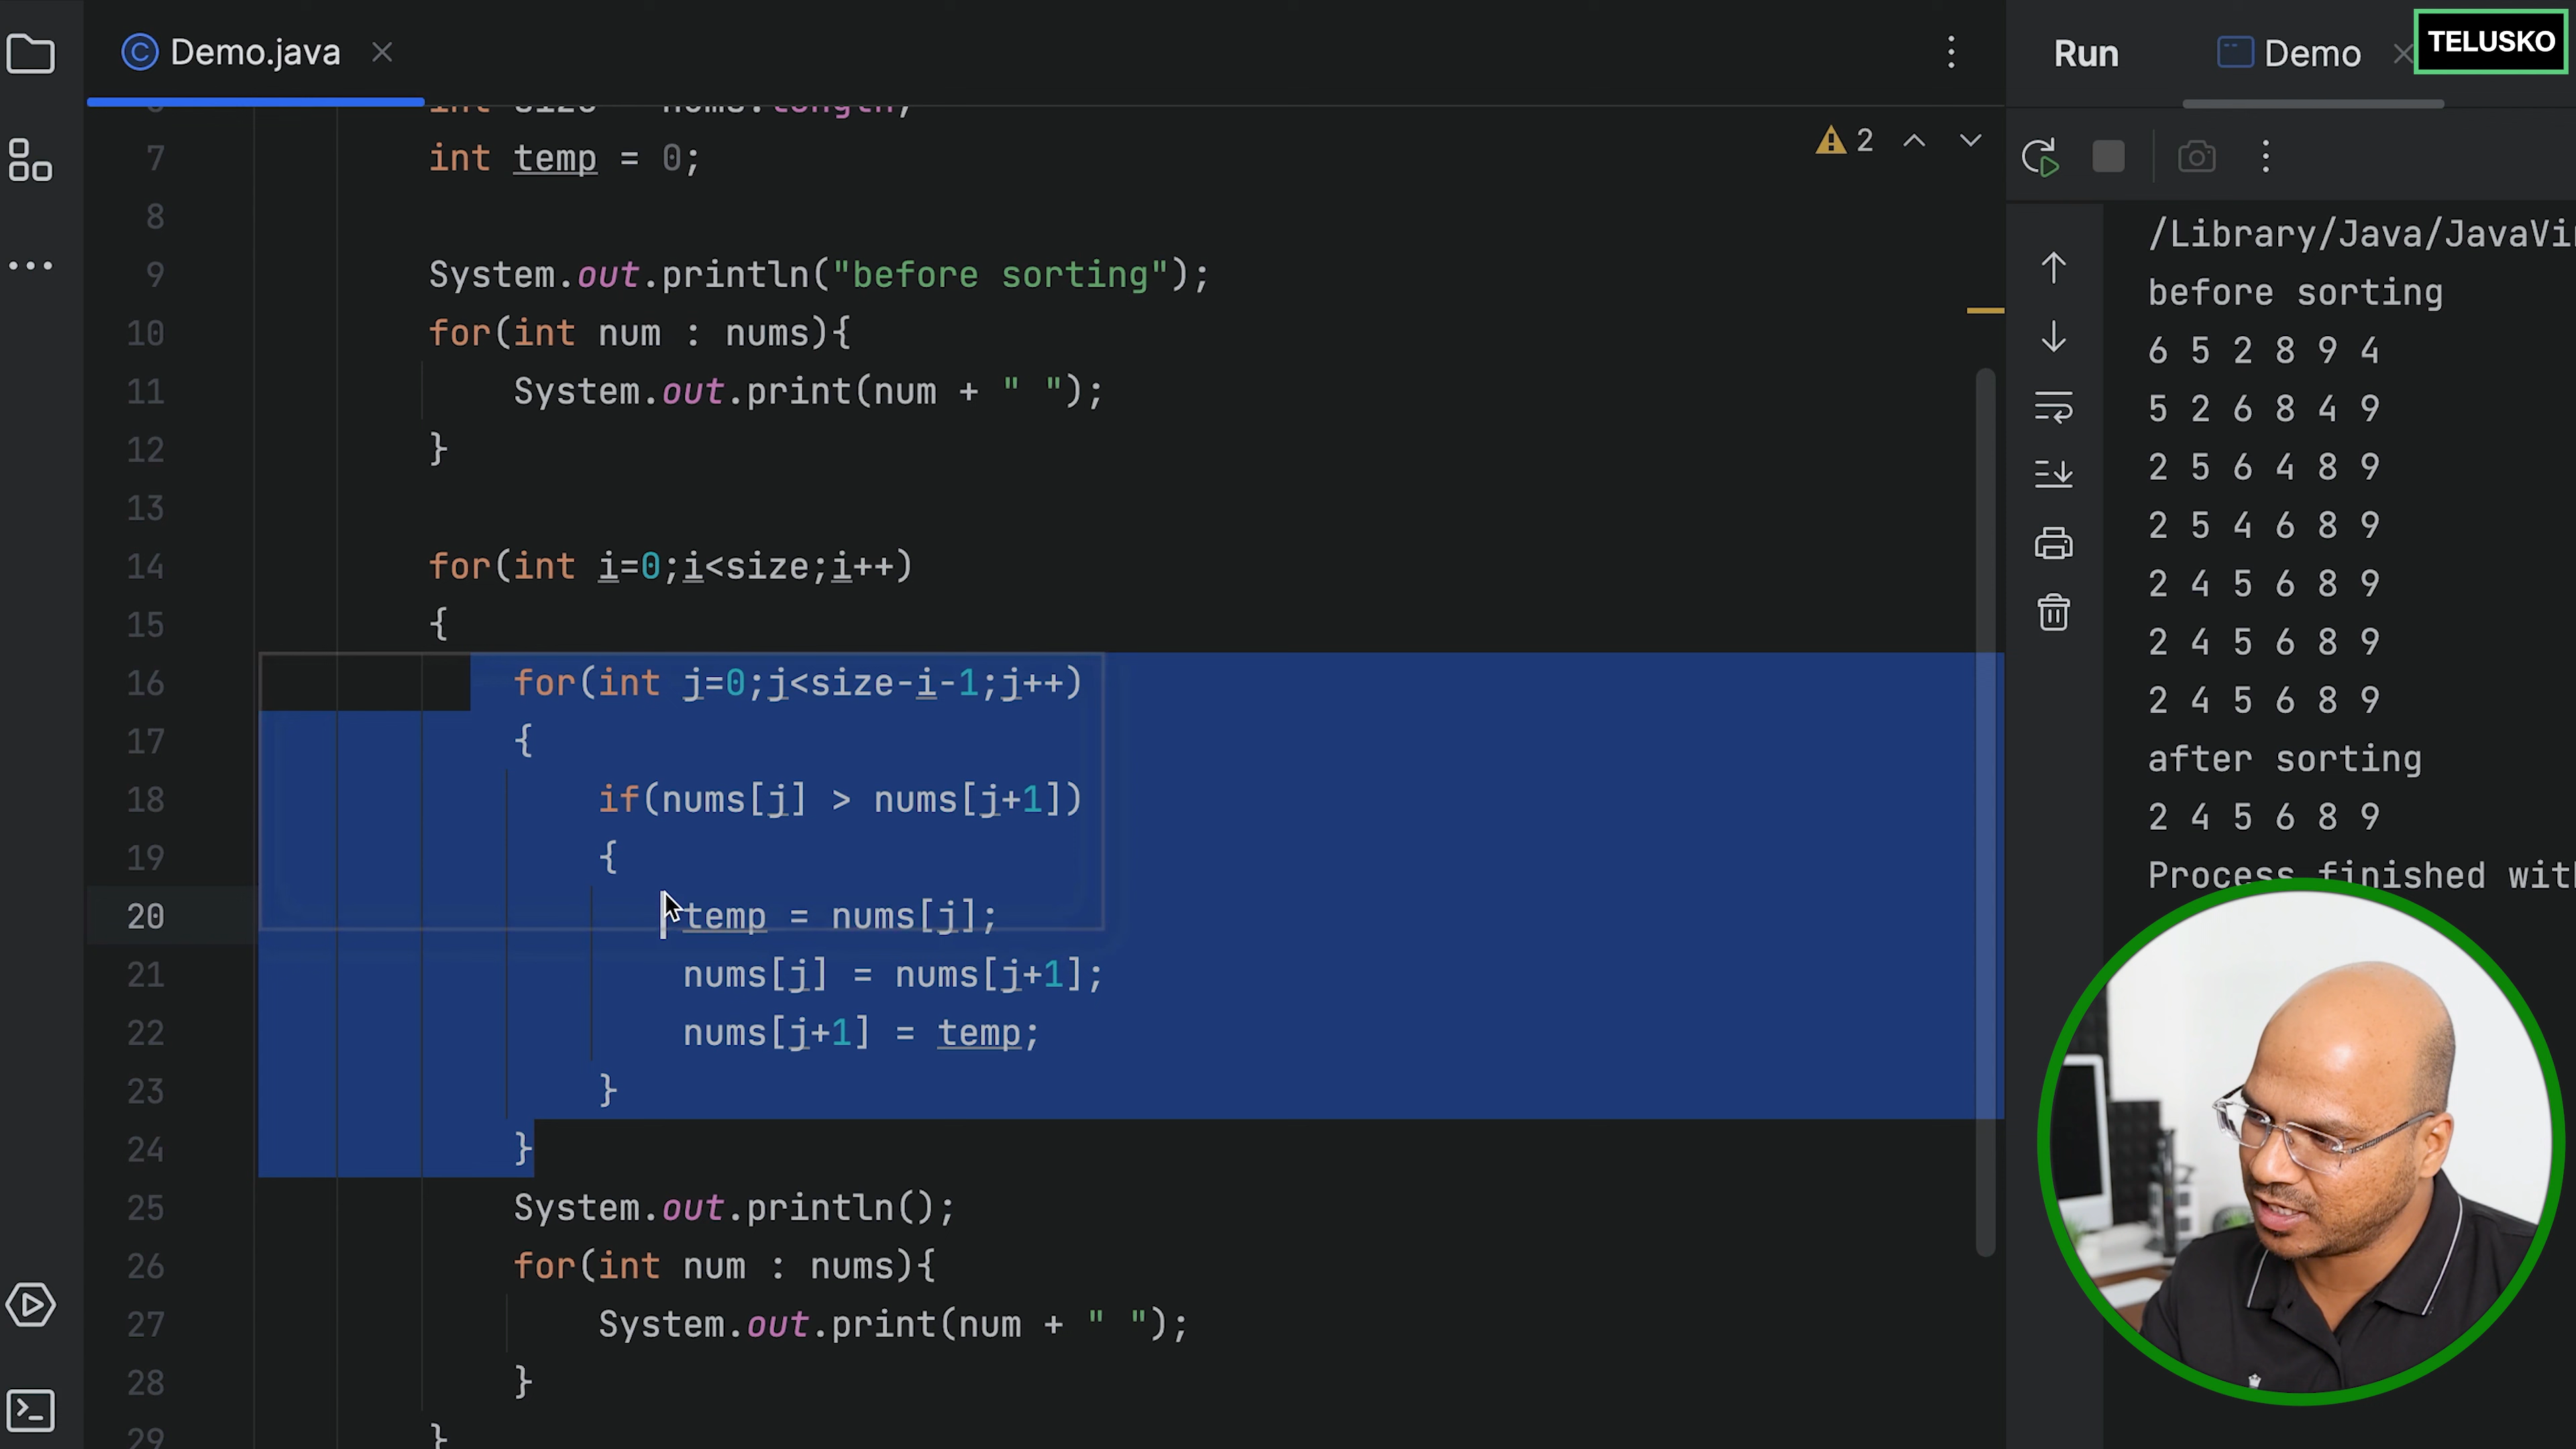 Demo.java
Run
Demo
TELUSKO
int size = nums.length;
2
7 int temp = 0;
8
9 System.out.println("before sorting");
10 for(int num : nums){
11 System.out.print(num + " ");
12 }
13
14 for(int i=0;i<size;i++)
15 {
16 for(int j=0;j<size-i-1;j++)
17 {
18 if(nums[j] > nums[j+1])
19 {
20 temp = nums[j];
21 nums[j] = nums[j+1];
22 nums[j+1] = temp;
23 }
24 }
25 System.out.println();
26 for(int num : nums){
27 System.out.print(num + " ");
28 }
29 }
/Library/Java/JavaVi
before sorting
6 5 2 8 9 4
5 2 6 8 4 9
2 5 6 4 8 9
2 5 4 6 8 9
2 4 5 6 8 9
2 4 5 6 8 9
2 4 5 6 8 9
after sorting
2 4 5 6 8 9
Process finished wit